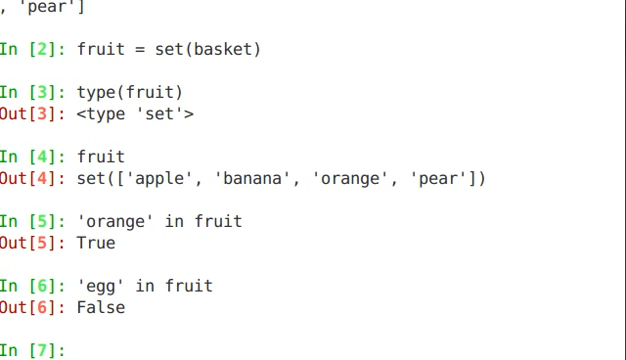 , 'pear']
In [2]: fruit = set(basket)
In [3]: type(fruit)
Out[3]: <type 'set'>
In [4]: fruit
Out[4]: set(['apple', 'banana', 'orange', 'pear'])
In [5]: 'orange' in fruit
Out[5]: True
In [6]: 'egg' in fruit
Out[6]: False
In [7]: